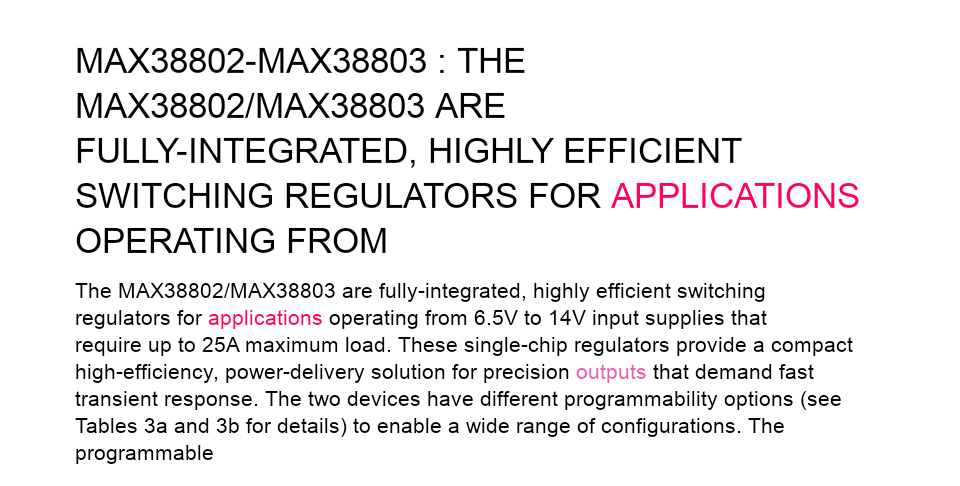 MAX38802-MAX38803 : THE
MAX38802/MAX38803 ARE
FULLY-INTEGRATED, HIGHLY EFFICIENT
SWITCHING REGULATORS FOR APPLICATIONS
OPERATING FROM
The MAX38802/MAX38803 are fully-integrated, highly efficient switching
regulators for applications operating from 6.5V to 14V input supplies that
require up to 25A maximum load. These single-chip regulators provide a compact
high-efficiency, power-delivery solution for precision outputs that demand fast
transient response. The two devices have different programmability options (see
Tables 3a and 3b for details) to enable a wide range of configurations. The
programmable